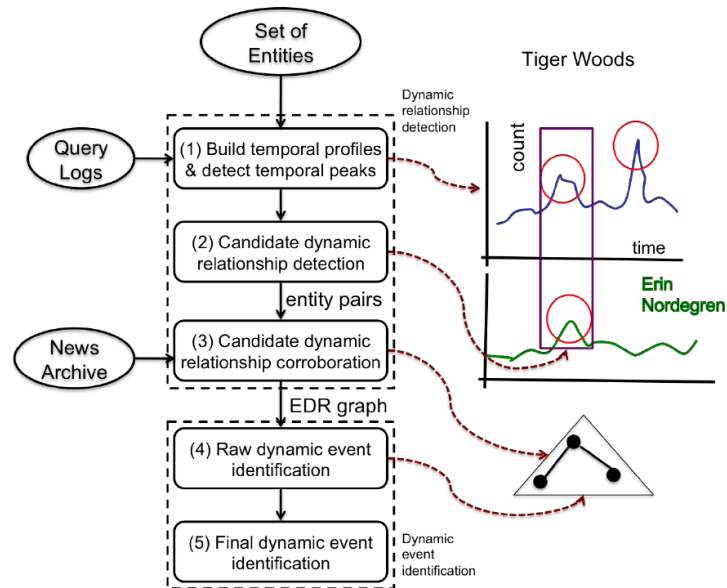 Set of
Entities
Tiger Woods
Dynamic
relationship
detection
Query
Logs
(1) Build temporal profiles
& detect temporal peaks
count
time
(2) Candidate dynamic
relationship detection
entity pairs
Erin
Nordegren
News
Archive
(3) Candidate dynamic
relationship corroboration
EDR graph
(4) Raw dynamic event
identification
(5) Final dynamic event
identification
Dynamic
event
identification